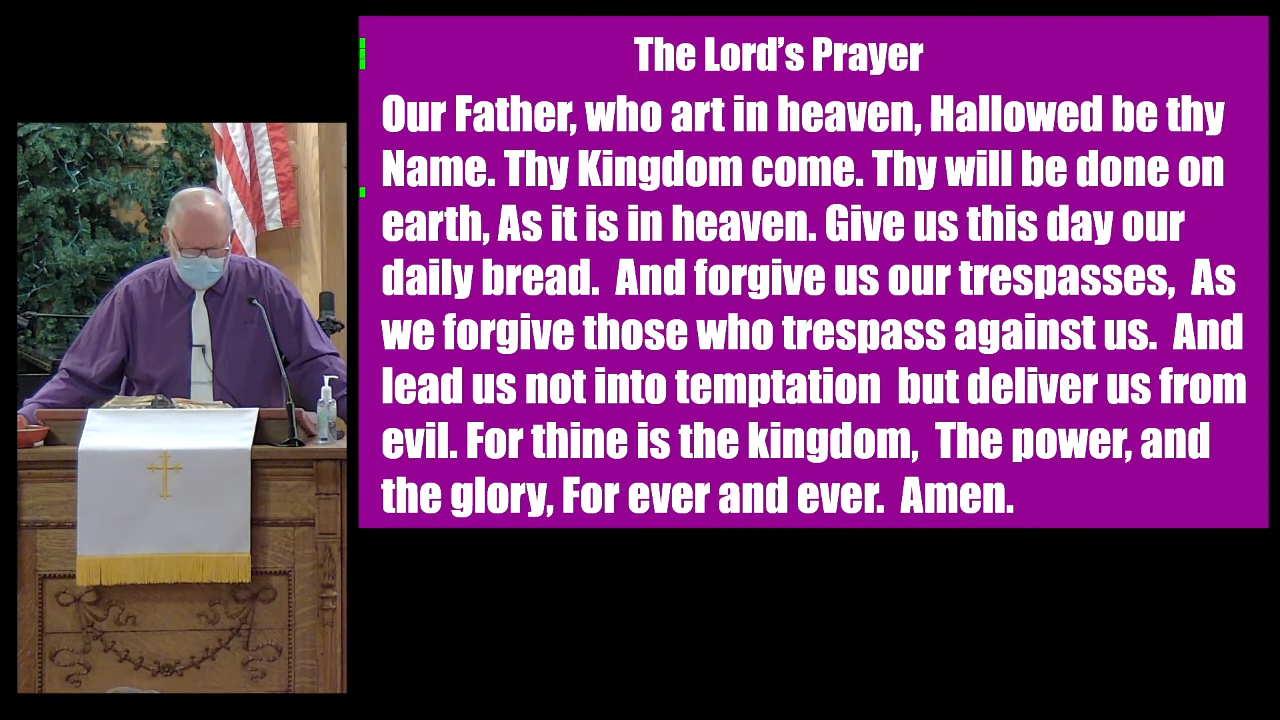 The Lord's Prayer
Our Father, who art in heaven, Hallowed be thy
Name. Thy Kingdom come. Thy will be done on
earth, As it is in heaven. Give us this day our
daily bread.  And forgive us our trespasses,  As
we forgive those who trespass against us.  And
lead us not into temptation  but deliver us from
evil. For thine is the kingdom,  The power, and
the glory, For ever and ever.  Amen.